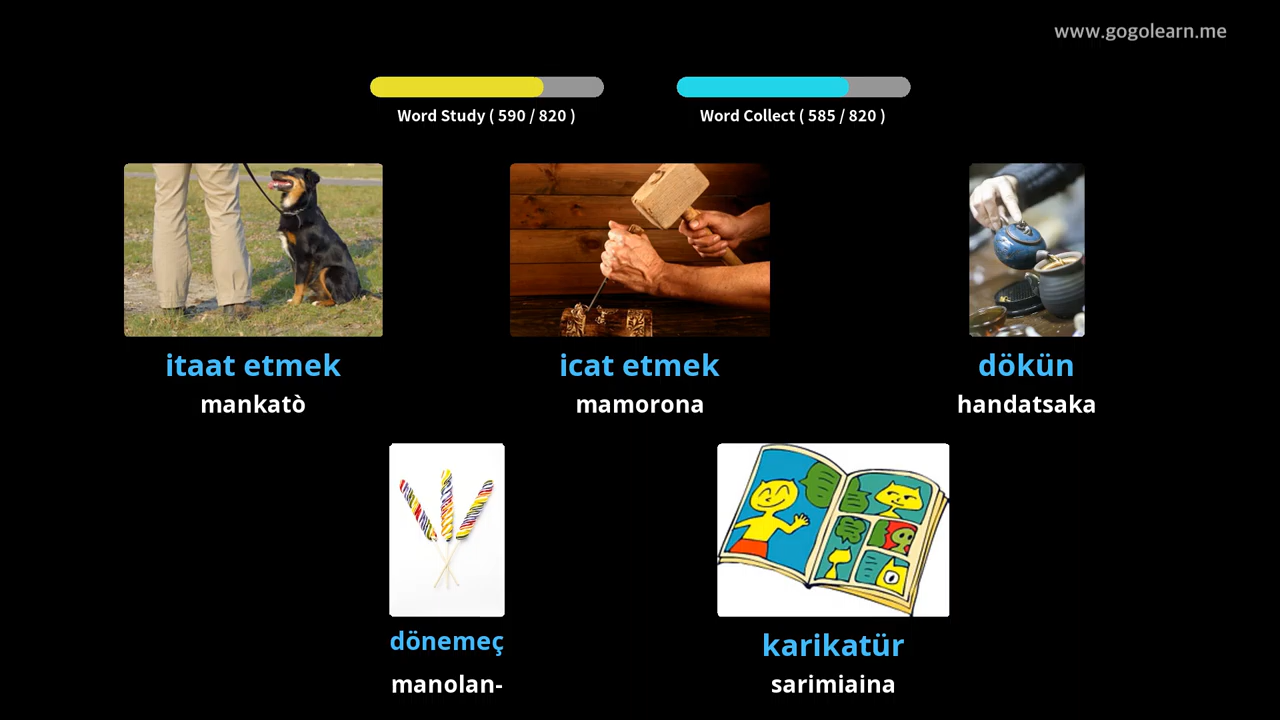 www.gogolearn.me
Word Study ( 590 / 820 )
Word Collect ( 585 / 820 )
itaat etmek
mankatò
icat etmek
mamorona
dökün
handatsaka
dönemeç
manolan-
karikatür
sarimiaina